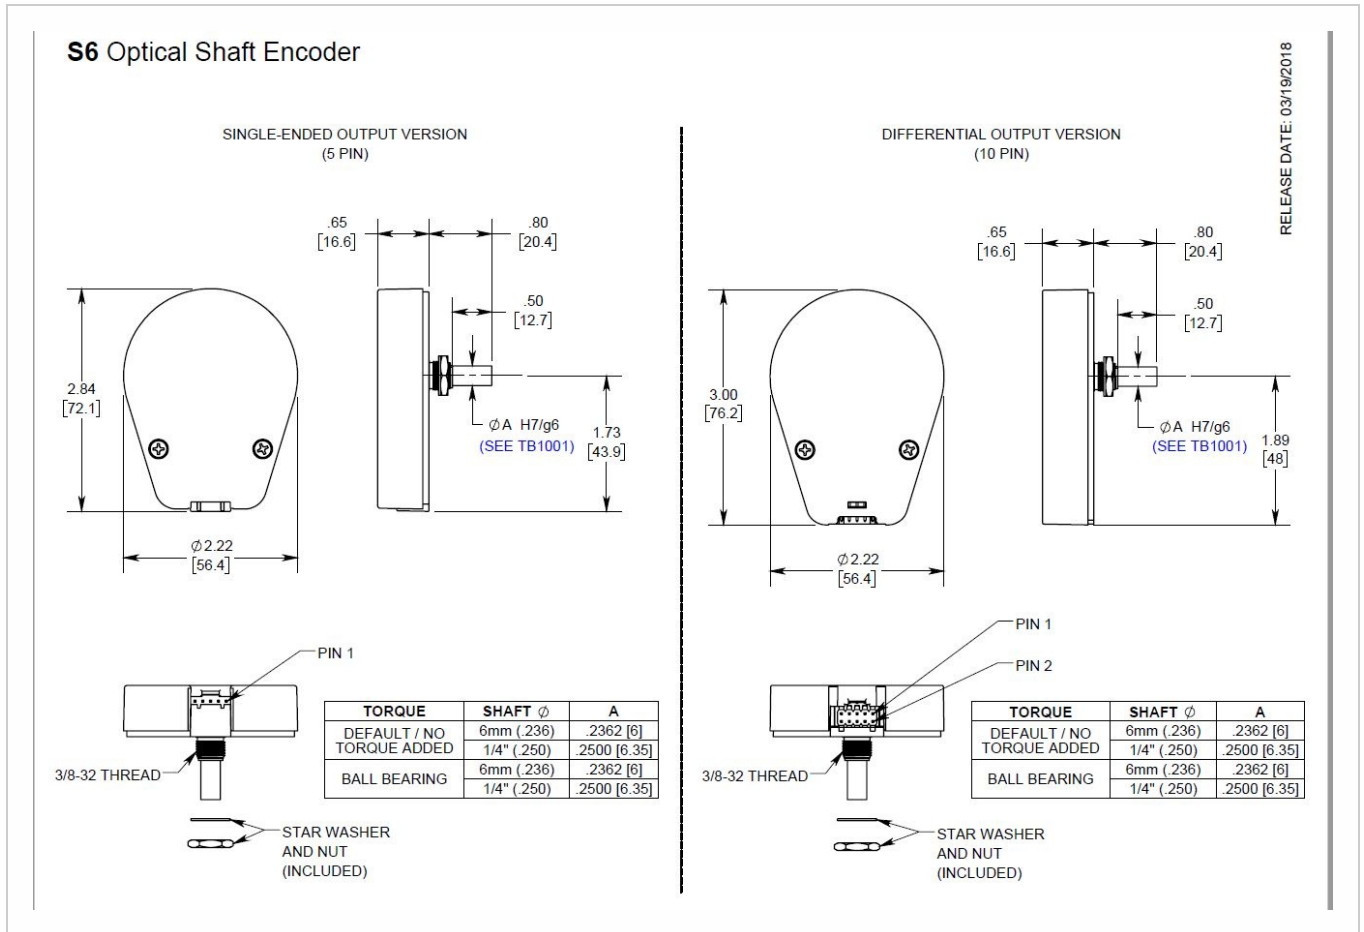 S6 Optical Shaft Encoder
RELEASE DATE: 03/19/2018
SINGLE-ENDED OUTPUT VERSION
(5 PIN)
.65
[16.6]
.80
[20.4]
.50
[12.7]
2.84
[72.1]
∅A H7/g6
(SEE TB1001)
1.73
[43.9]
∅2.22
[56.4]
PIN 1
3/8-32 THREAD
STAR WASHER
AND NUT
(INCLUDED)
TORQUE SHAFT ∅ A
DEFAULT / NO TORQUE ADDED 6mm (.236) .2362 [6]
1/4" (.250) .2500 [6.35]
BALL BEARING 6mm (.236) .2362 [6]
1/4" (.250) .2500 [6.35]
DIFFERENTIAL OUTPUT VERSION
(10 PIN)
.65
[16.6]
.80
[20.4]
.50
[12.7]
3.00
[76.2]
∅A H7/g6
(SEE TB1001)
1.89
[48]
∅2.22
[56.4]
PIN 1
PIN 2
3/8-32 THREAD
STAR WASHER
AND NUT
(INCLUDED)
TORQUE SHAFT ∅ A
DEFAULT / NO TORQUE ADDED 6mm (.236) .2362 [6]
1/4" (.250) .2500 [6.35]
BALL BEARING 6mm (.236) .2362 [6]
1/4" (.250) .2500 [6.35]